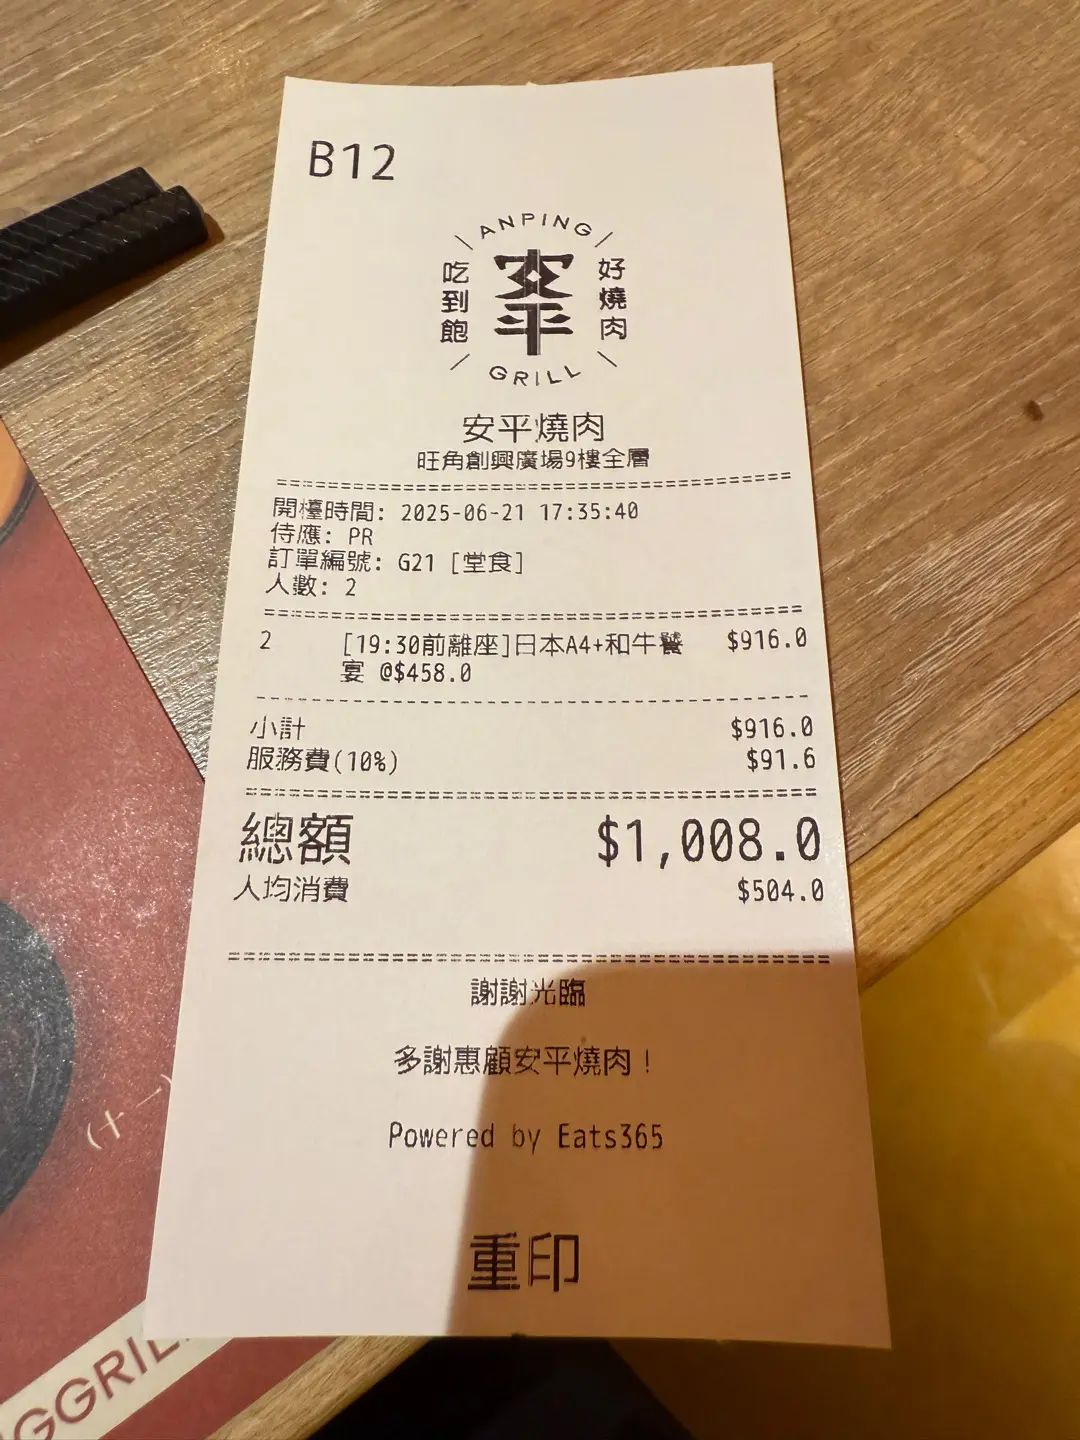 B12
ANPING
吃到飽
安平
好燒肉
GRILL
安平燒肉
旺角創興廣場9樓全層
開檯時間: 2025-06-21 17:35:40
侍應: PR
訂單編號: G21 [堂食]
人數: 2
2 [19:30前離座]日本A4+和牛饗 $916.0
宴 @$458.0
小計 $916.0
服務費(10%) $91.6
總額 $1,008.0
人均消費 $504.0
謝謝光臨
多謝惠顧安平燒肉！
Powered by Eats365
重印
(十一)
GGRIL